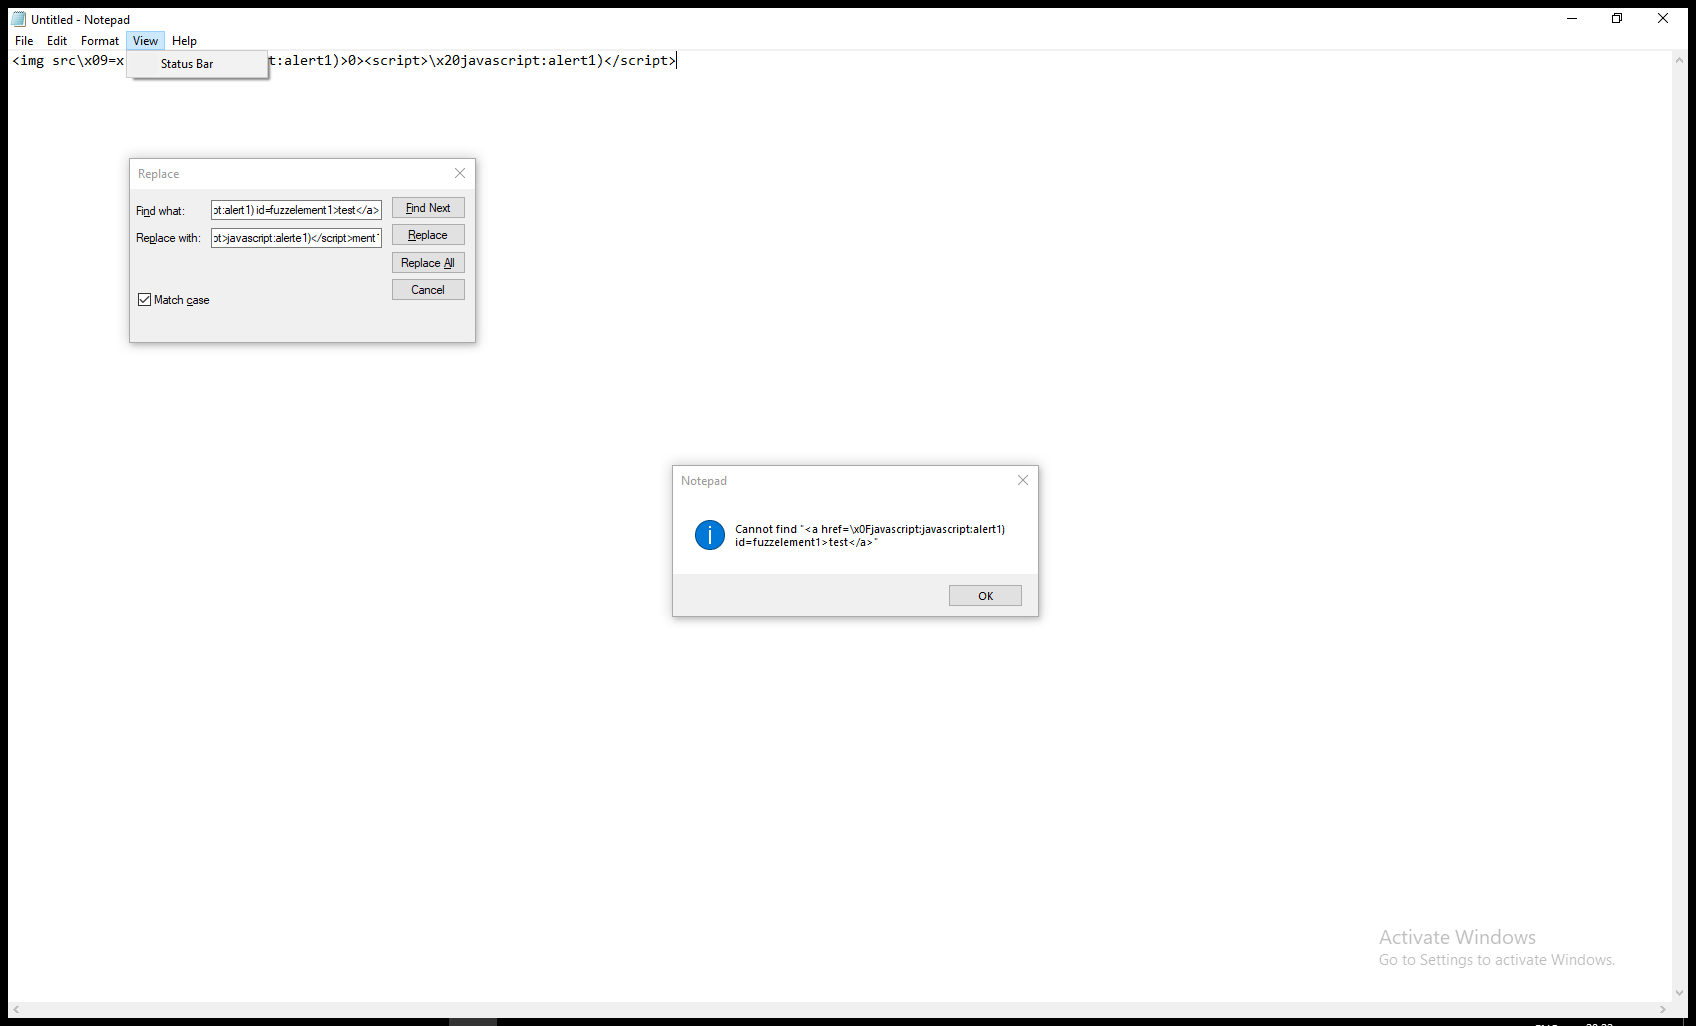 Untitled - Notepad
File Edit Format View Help
<img src\x09=x t:alert1)>0><script>\x20javascript:alert1)</script>
Status Bar
Replace
Find what: pt:alert1) id=fuzzelement1>test</a> Find Next
Replace with: pt>javascript:alerte1)</script>ment Replace
Replace All
Cancel
Match case
Notepad
Cannot find "<a href=\x0Fjavascript:javascript:alert1)
id=fuzzelement1>test</a>"
OK
Activate Windows
Go to Settings to activate Windows.